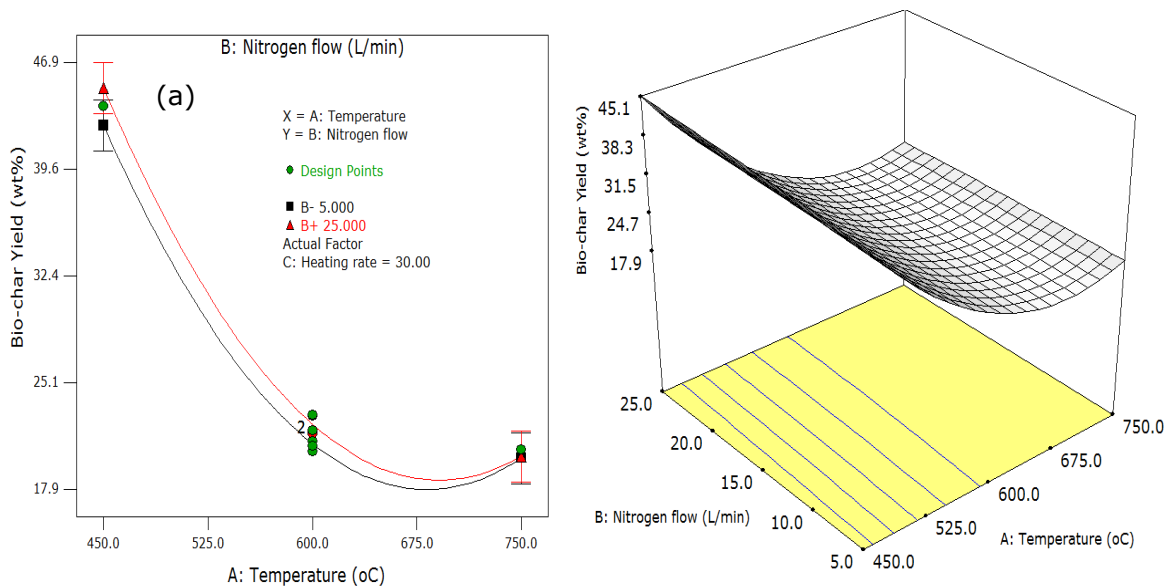 B: Nitrogen flow (L/min)
46.9
39.6
32.4
25.1
17.9
Bio-char Yield (wt%)
(a)
X = A: Temperature
Y = B: Nitrogen flow
Design Points
B- 5.000
B+ 25.000
Actual Factor
C: Heating rate = 30.00
2
450.0
525.0
600.0
675.0
750.0
A: Temperature (oC)
45.1
38.3
31.5
24.7
17.9
Bio-char Yield (wt%)
25.0
20.0
15.0
10.0
5.0
B: Nitrogen flow (L/min)
450.0
525.0
600.0
675.0
750.0
A: Temperature (oC)